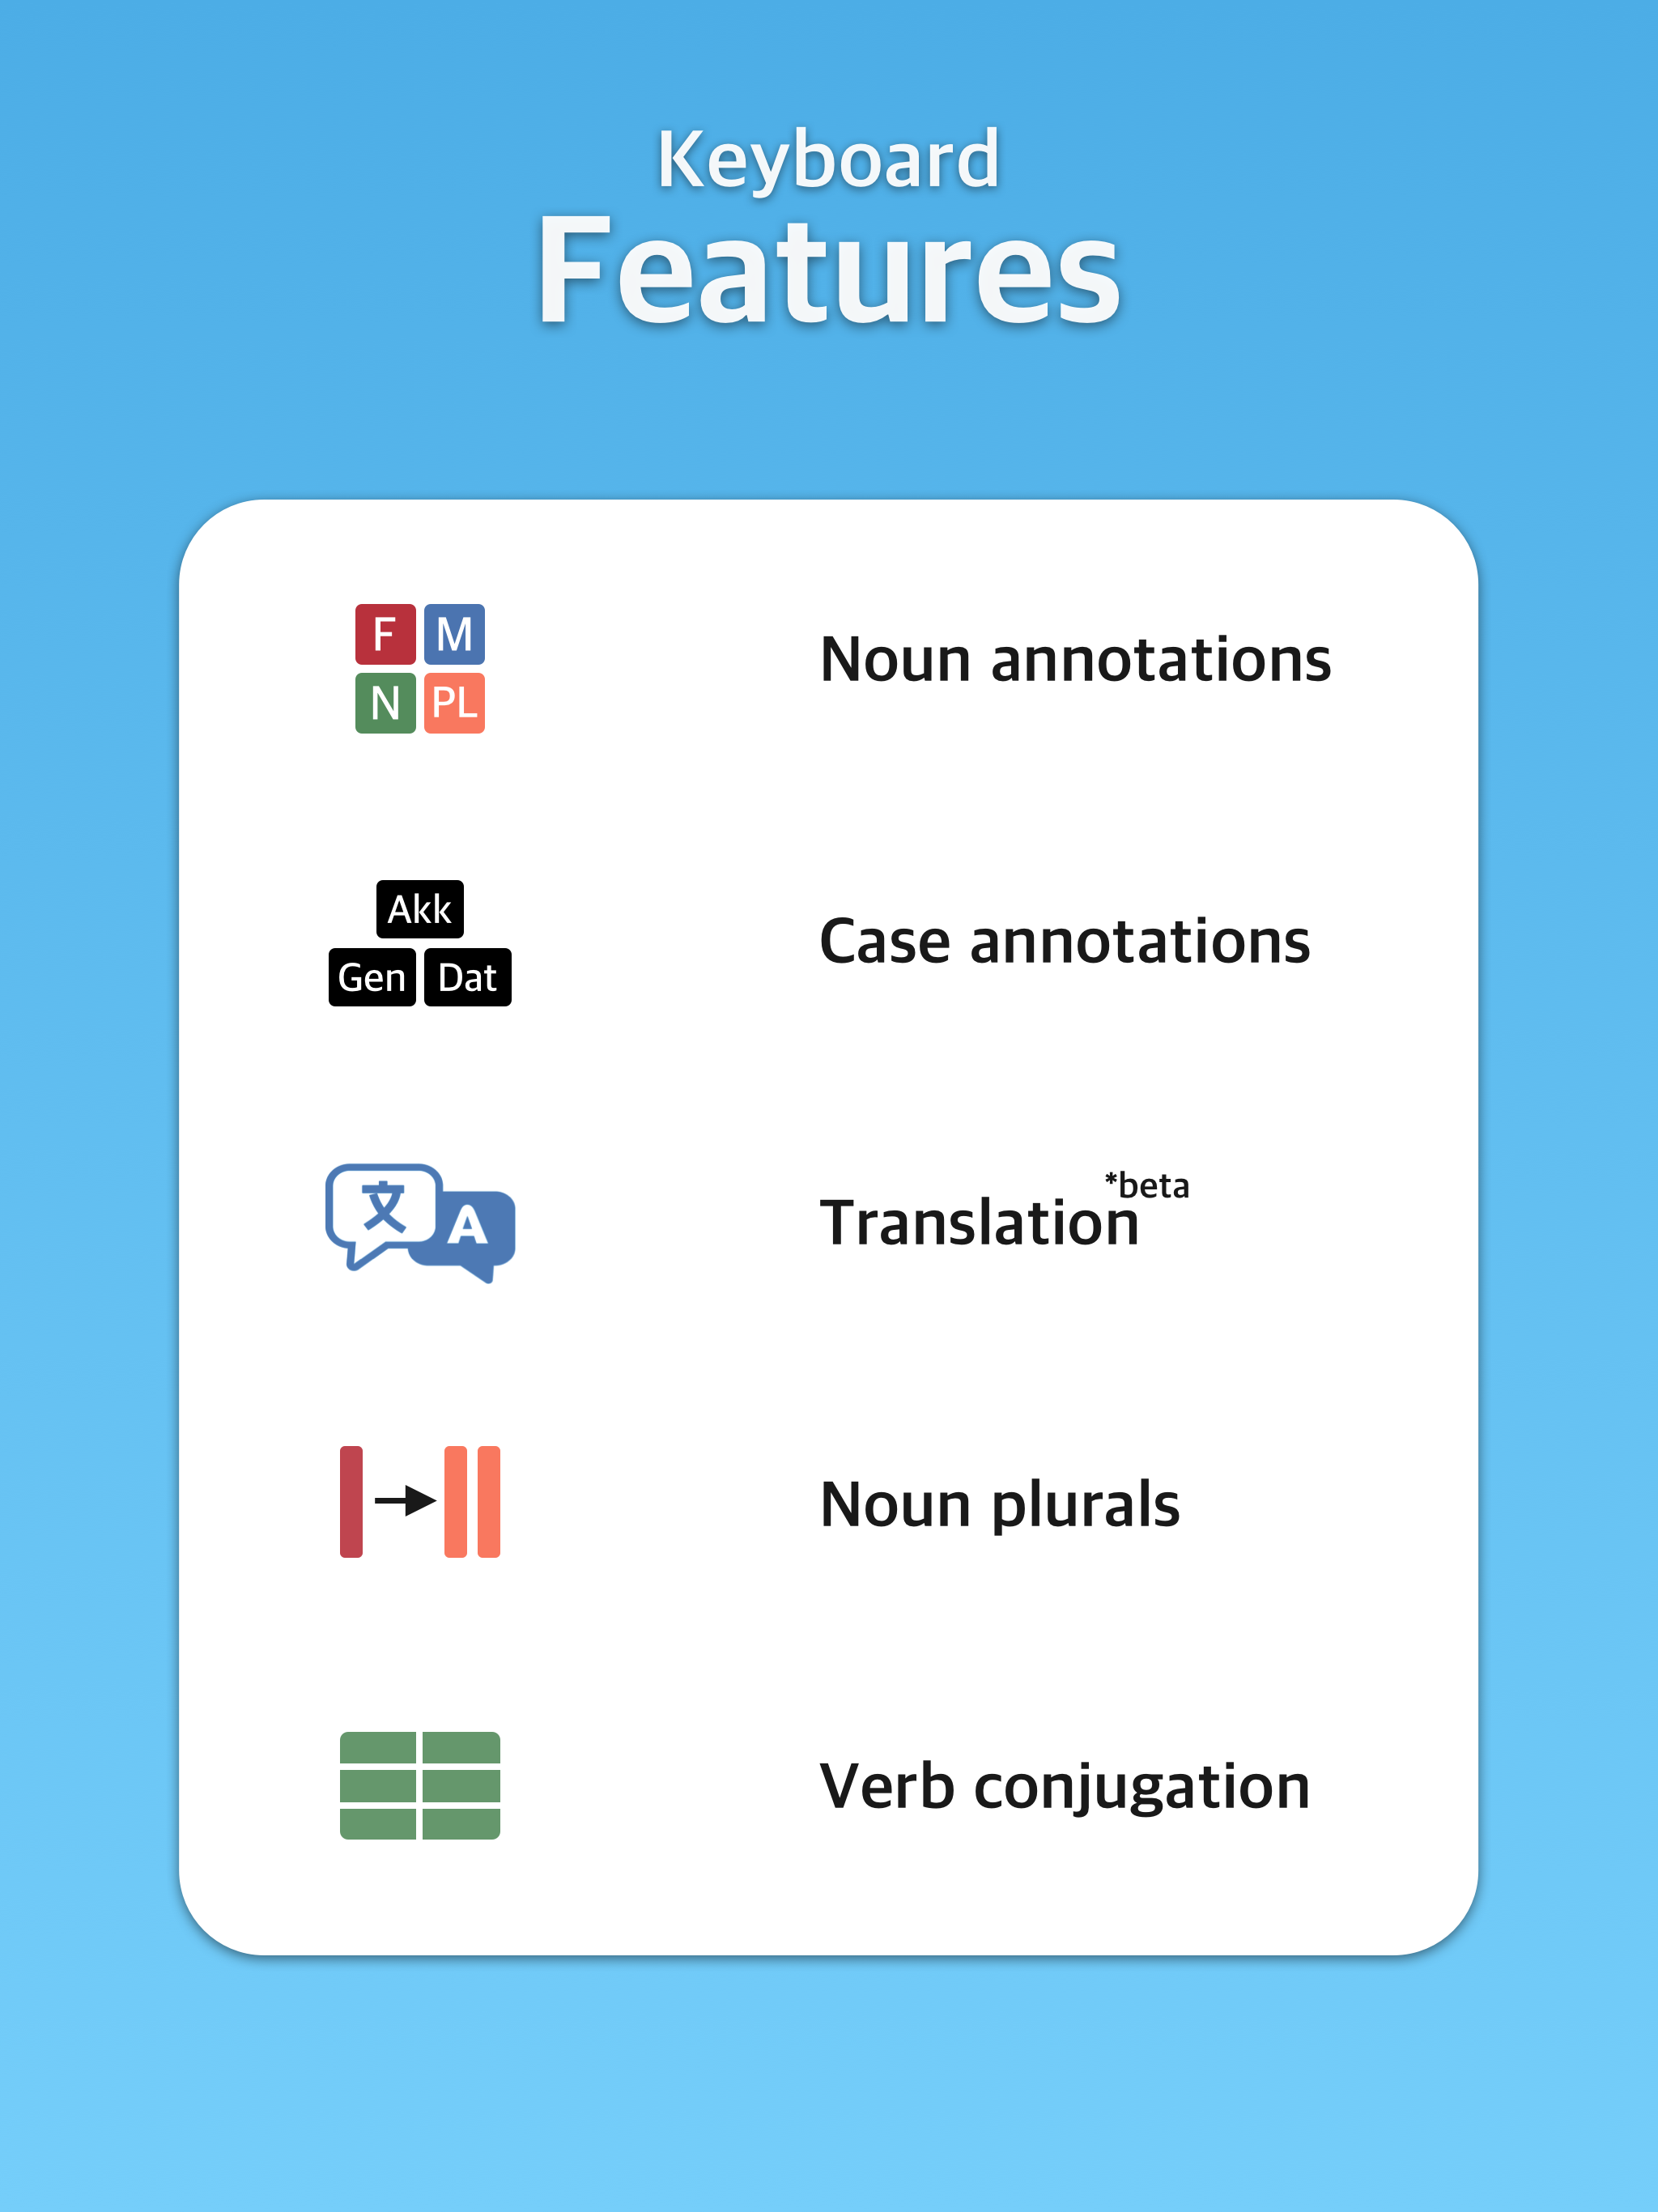 Keyboard
Features
F M
N PL
Noun annotations
Akk
Gen Dat
Case annotations
文 A
Translation *beta
Noun plurals
Verb conjugation